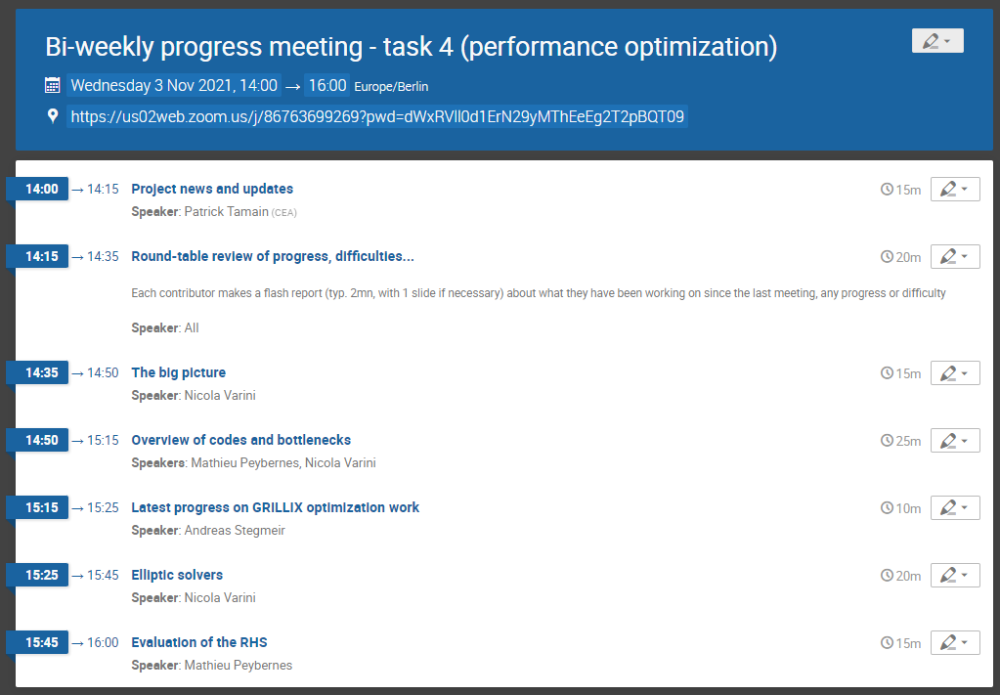 Bi-weekly progress meeting - task 4 (performance optimization)
Wednesday 3 Nov 2021, 14:00 → 16:00 Europe/Berlin
https://us02web.zoom.us/j/86763699269?pwd=dWxRVll0d1ErN29yMThEeEg2T2pBQT09
14:00 → 14:15 Project news and updates 15m
Speaker: Patrick Tamain (CEA)
14:15 → 14:35 Round-table review of progress, difficulties... 20m
Each contributor makes a flash report (typ. 2mn, with 1 slide if necessary) about what they have been working on since the last meeting, any progress or difficulty
Speaker: All
14:35 → 14:50 The big picture 15m
Speaker: Nicola Varini
14:50 → 15:15 Overview of codes and bottlenecks 25m
Speakers: Mathieu Peybernes, Nicola Varini
15:15 → 15:25 Latest progress on GRILLIX optimization work 10m
Speaker: Andreas Stegmeir
15:25 → 15:45 Elliptic solvers 20m
Speaker: Nicola Varini
15:45 → 16:00 Evaluation of the RHS 15m
Speaker: Mathieu Peybernes